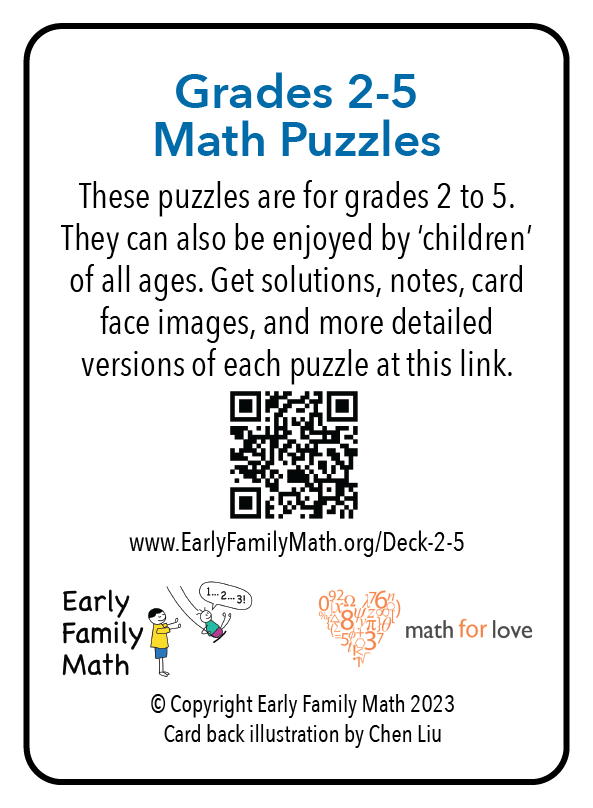 Grades 2-5
Math Puzzles
These puzzles are for grades 2 to 5.
They can also be enjoyed by ‘children’
of all ages. Get solutions, notes, card
face images, and more detailed
versions of each puzzle at this link.
www.EarlyFamilyMath.org/Deck-2-5
Early
Family
Math
1...2...3!
math for love
© Copyright Early Family Math 2023
Card back illustration by Chen Liu